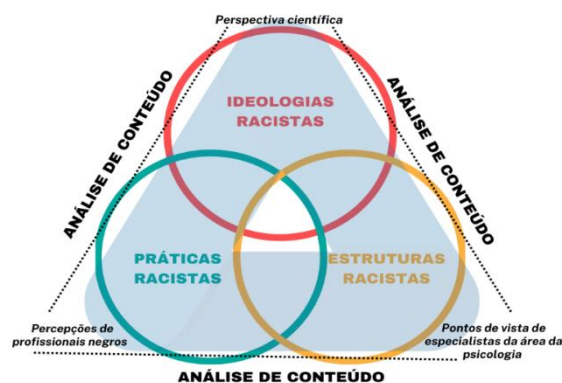 Perspectiva científica
ANÁLISE DE CONTEÚDO
ANÁLISE DE CONTEÚDO
IDEOLOGIAS
RACISTAS
PRÁTICAS
RACISTAS
ESTRUTURAS
RACISTAS
Percepções de
profissionais negros
Pontos de vista de
especialistas da área da
psicologia
ANÁLISE DE CONTEÚDO